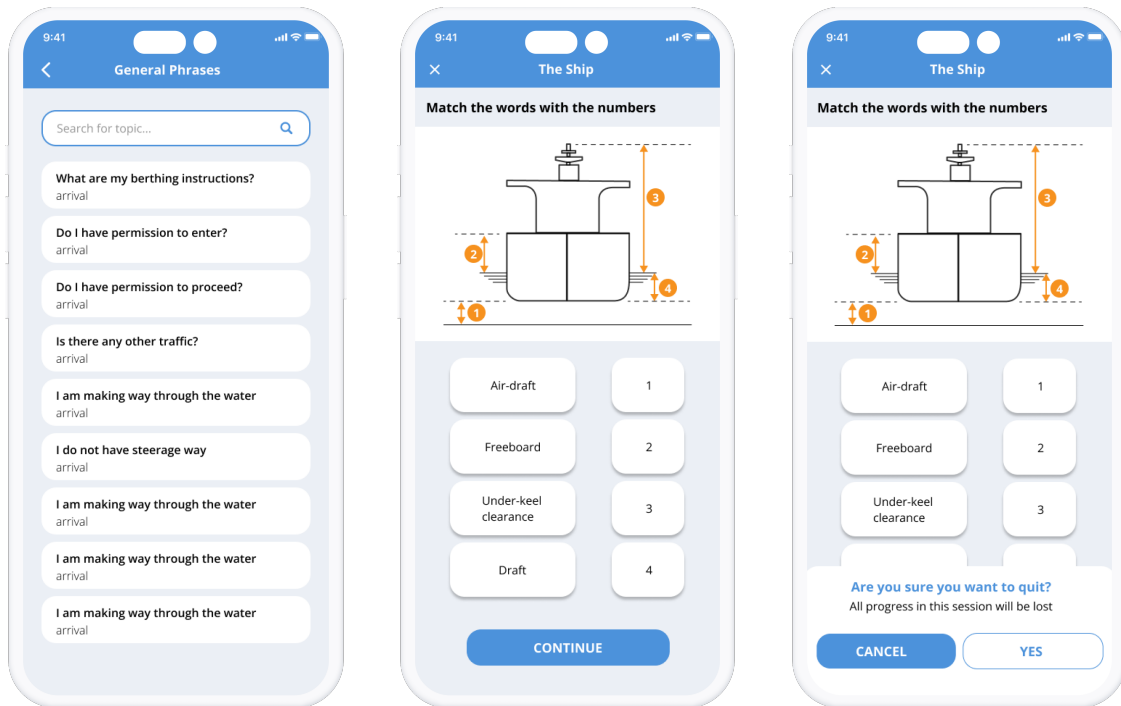 9:41
General Phrases
Search for topic...
What are my berthing instructions?
arrival
Do I have permission to enter?
arrival
Do I have permission to proceed?
arrival
Is there any other traffic?
arrival
I am making way through the water
arrival
I do not have steerage way
arrival
I am making way through the water
arrival
I am making way through the water
arrival
I am making way through the water
arrival
9:41
The Ship
Match the words with the numbers
3
2
4
1
Air-draft
1
Freeboard
2
Under-keel
clearance
3
Draft
4
CONTINUE
9:41
The Ship
Match the words with the numbers
3
2
4
1
Air-draft
1
Freeboard
2
Under-keel
clearance
3
Are you sure you want to quit?
All progress in this session will be lost
CANCEL
YES